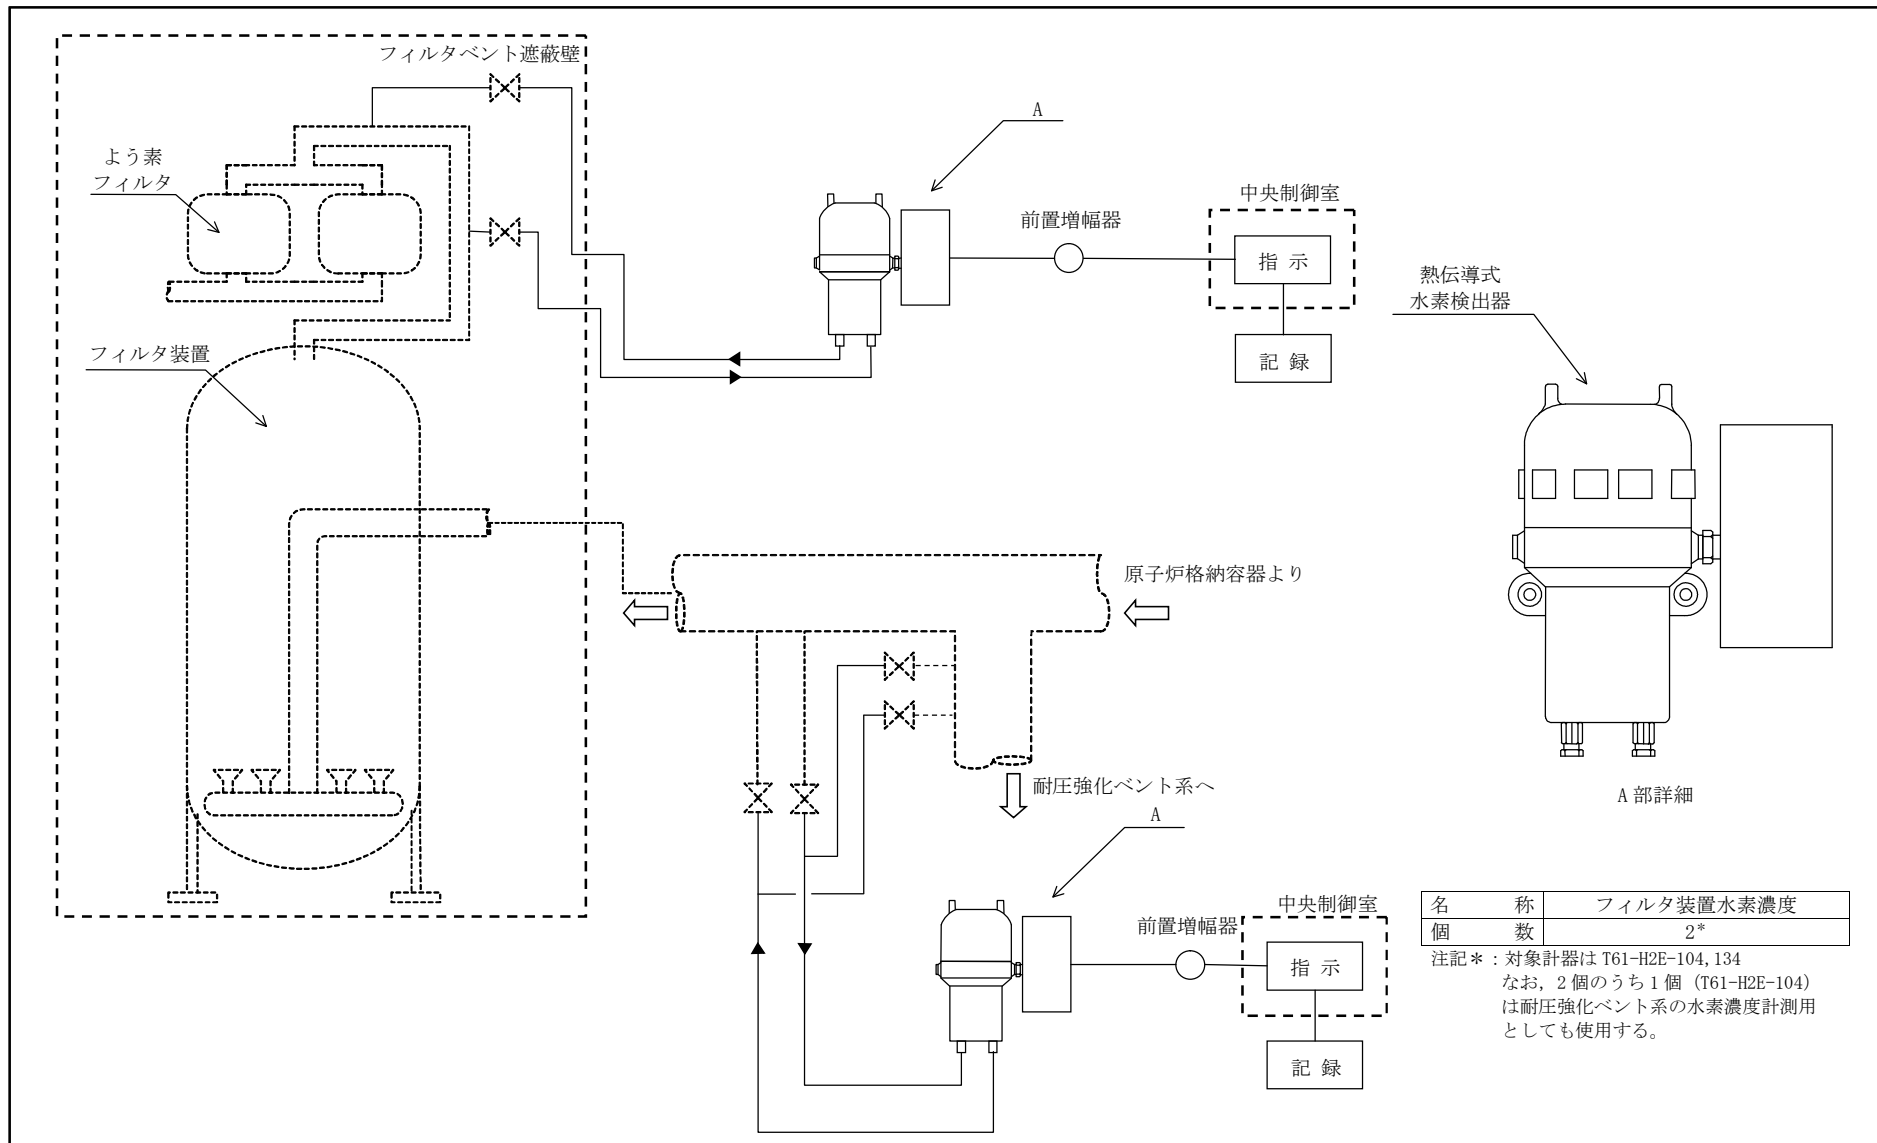 フィルタベント遮蔽壁
よう素
フィルタ
フィルタ装置
A
前置増幅器
中央制御室
指 示
記 録
熱伝導式
水素検出器
原子炉格納容器より
耐圧強化ベント系へ
A
前置増幅器
中央制御室
指 示
記 録
A 部詳細
名 称 フィルタ装置水素濃度
個 数 2*
注記＊：対象計器は T61-H2E-104,134
なお，2 個のうち 1 個（T61-H2E-104）
は耐圧強化ベント系の水素濃度計測用
としても使用する。